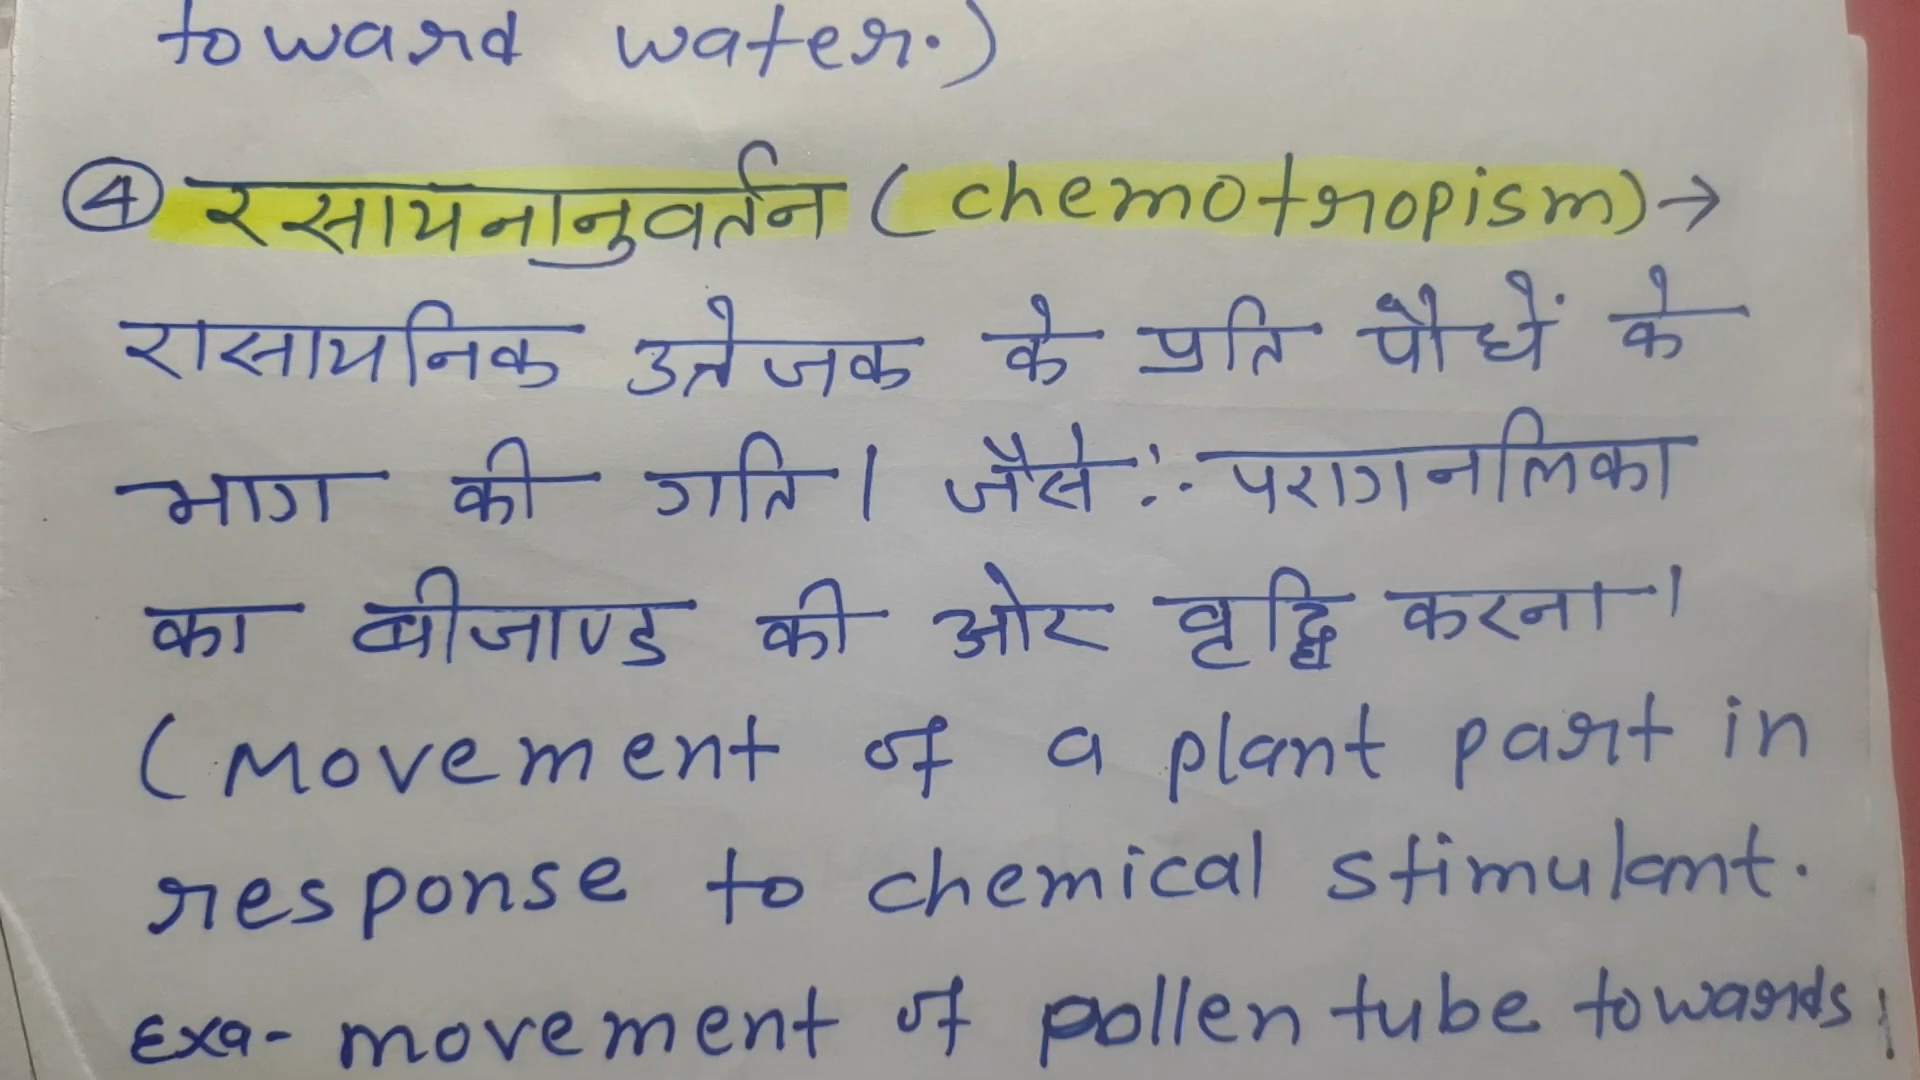 toward water.)
④ रसायनानुवर्तन (chemotropism)→
रासायनिक उत्तेजक के प्रति पौधें के
भाग की गति। जैसे:- परागनलिका
का बीजाण्ड की ओर वृद्धि करना।
(Movement of a plant part in
response to chemical stimulant.
Exa- movement of pollen tube towards